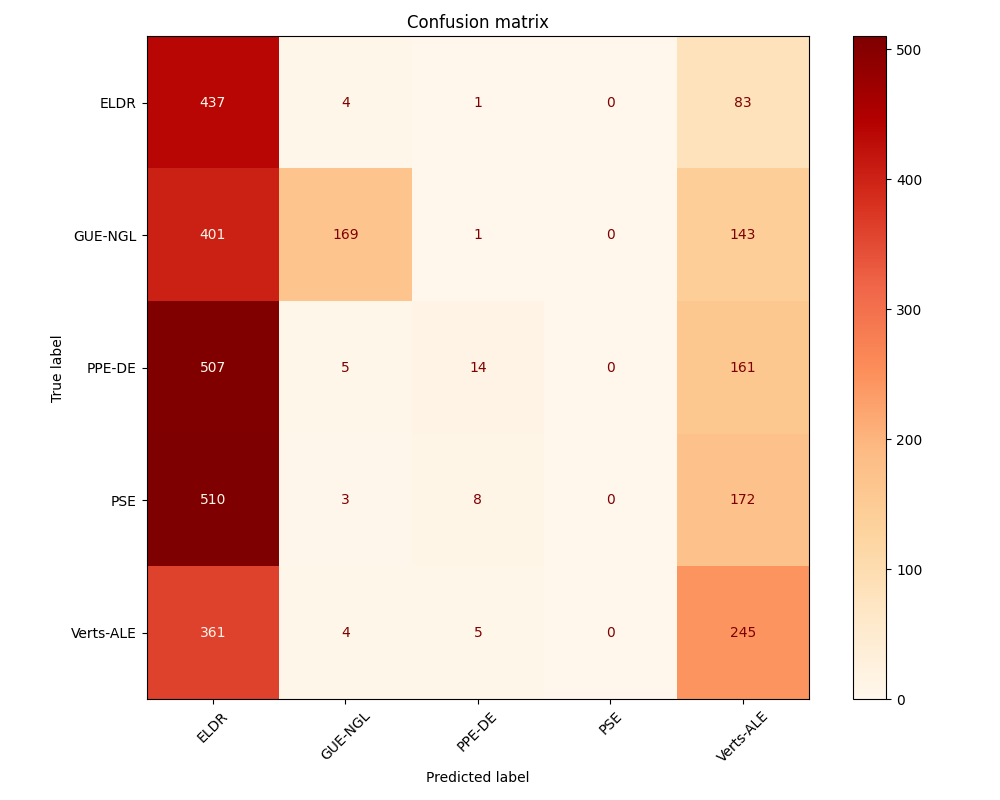 Confusion matrix
ELDR 437 4 1 0 83
GUE-NGL 401 169 1 0 143
PPE-DE 507 5 14 0 161
PSE 510 3 8 0 172
Verts-ALE 361 4 5 0 245
ELDR GUE-NGL PPE-DE PSE Verts-ALE
Predicted label
True label
500
400
300
200
100
0